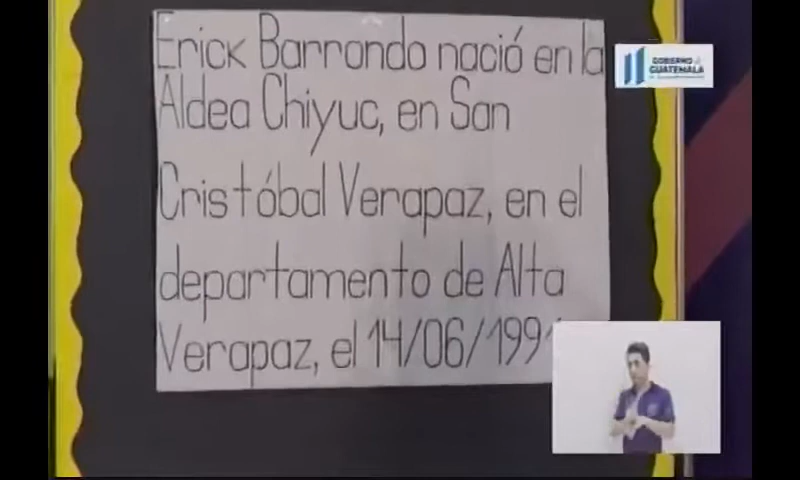 Erick Barrondo nació en la
Aldea Chiyuc, en San
Cristóbal Verapaz, en el
departamento de Alta
Verapaz, el 14/06/199
GOBIERNO
GUATEMALA